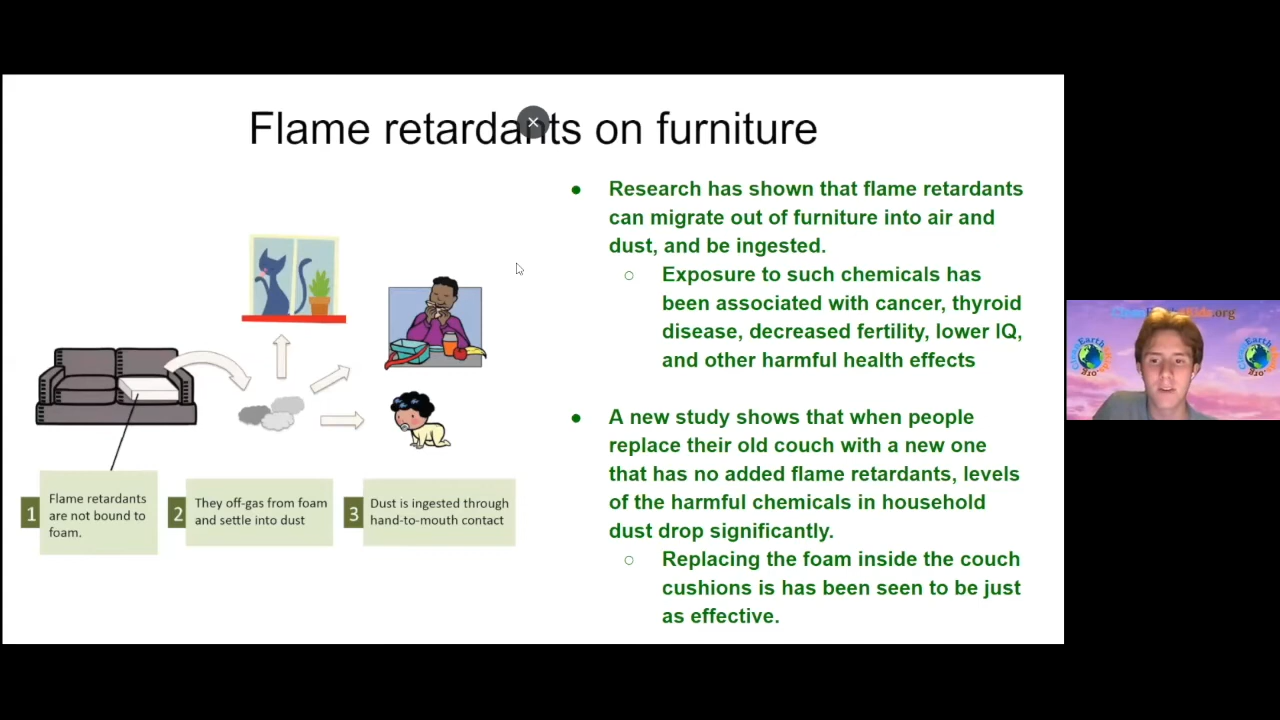 Flame retardants on furniture
● Research has shown that flame retardants
can migrate out of furniture into air and
dust, and be ingested.
○ Exposure to such chemicals has
been associated with cancer, thyroid
disease, decreased fertility, lower IQ,
and other harmful health effects
● A new study shows that when people
replace their old couch with a new one
that has no added flame retardants, levels
of the harmful chemicals in household
dust drop significantly.
○ Replacing the foam inside the couch
cushions is has been seen to be just
as effective.
1
Flame retardants
are not bound to
foam.
2
They off-gas from foam
and settle into dust
3
Dust is ingested through
hand-to-mouth contact